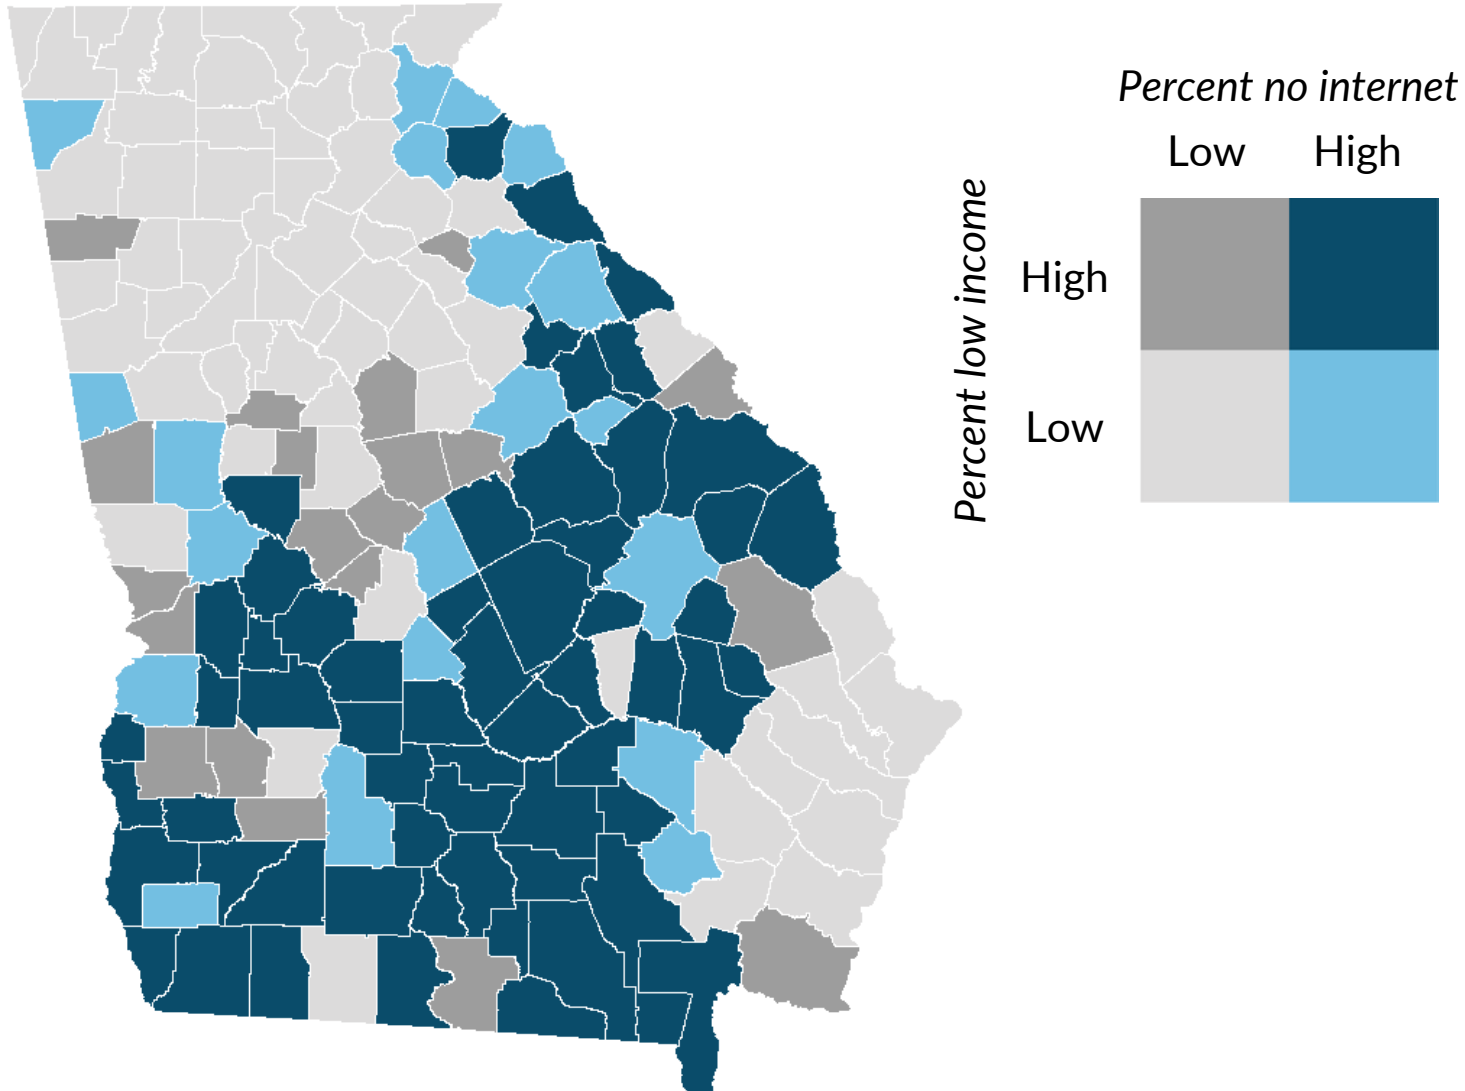 Percent no internet
Low High
Percent low income
High
Low